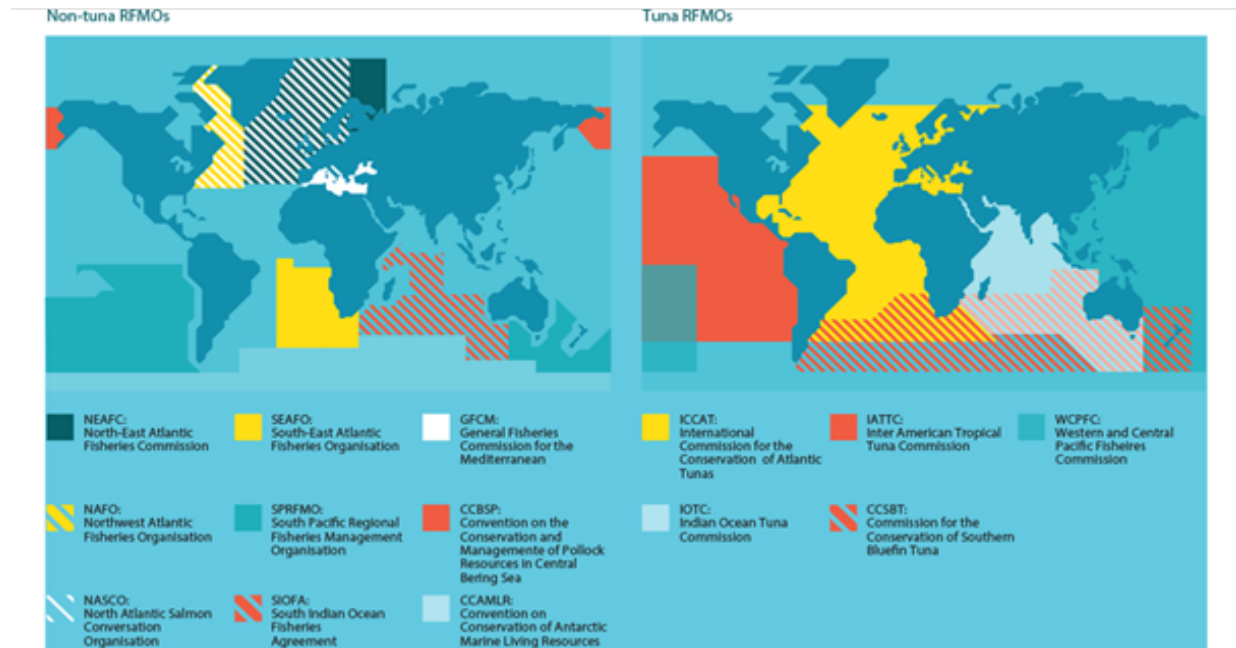 Non-tuna RFMOs
Tuna RFMOs
NEAFC:
North-East Atlantic
Fisheries Commission
SEAFO:
South-East Atlantic
Fisheries Organisation
GFCM:
General Fisheries
Commission for the
Mediterranean
NAFO:
Northwest Atlantic
Fisheries Organisation
SPRFMO:
South Pacific Regional
Fisheries Management
Organisation
CCBSP:
Convention on the
Conservation and
Managemente of Pollock
Resources in Central
Bering Sea
NASCO:
North Atlantic Salmon
Conversation
Organisation
SIOFA:
South Indian Ocean
Fisheries
Agreement
CCAMLR:
Convention on
Conservation of Antarctic
Marine Living Resources
ICCAT:
International
Commission for the
Conservation of Atlantic
Tunas
IATTC:
Inter American Tropical
Tuna Commission
WCPFC:
Western and Central
Pacific Fisheires
Commission
IOTC:
Indian Ocean Tuna
Commission
CCSBT:
Commission for the
Conservation of Southern
Bluefin Tuna